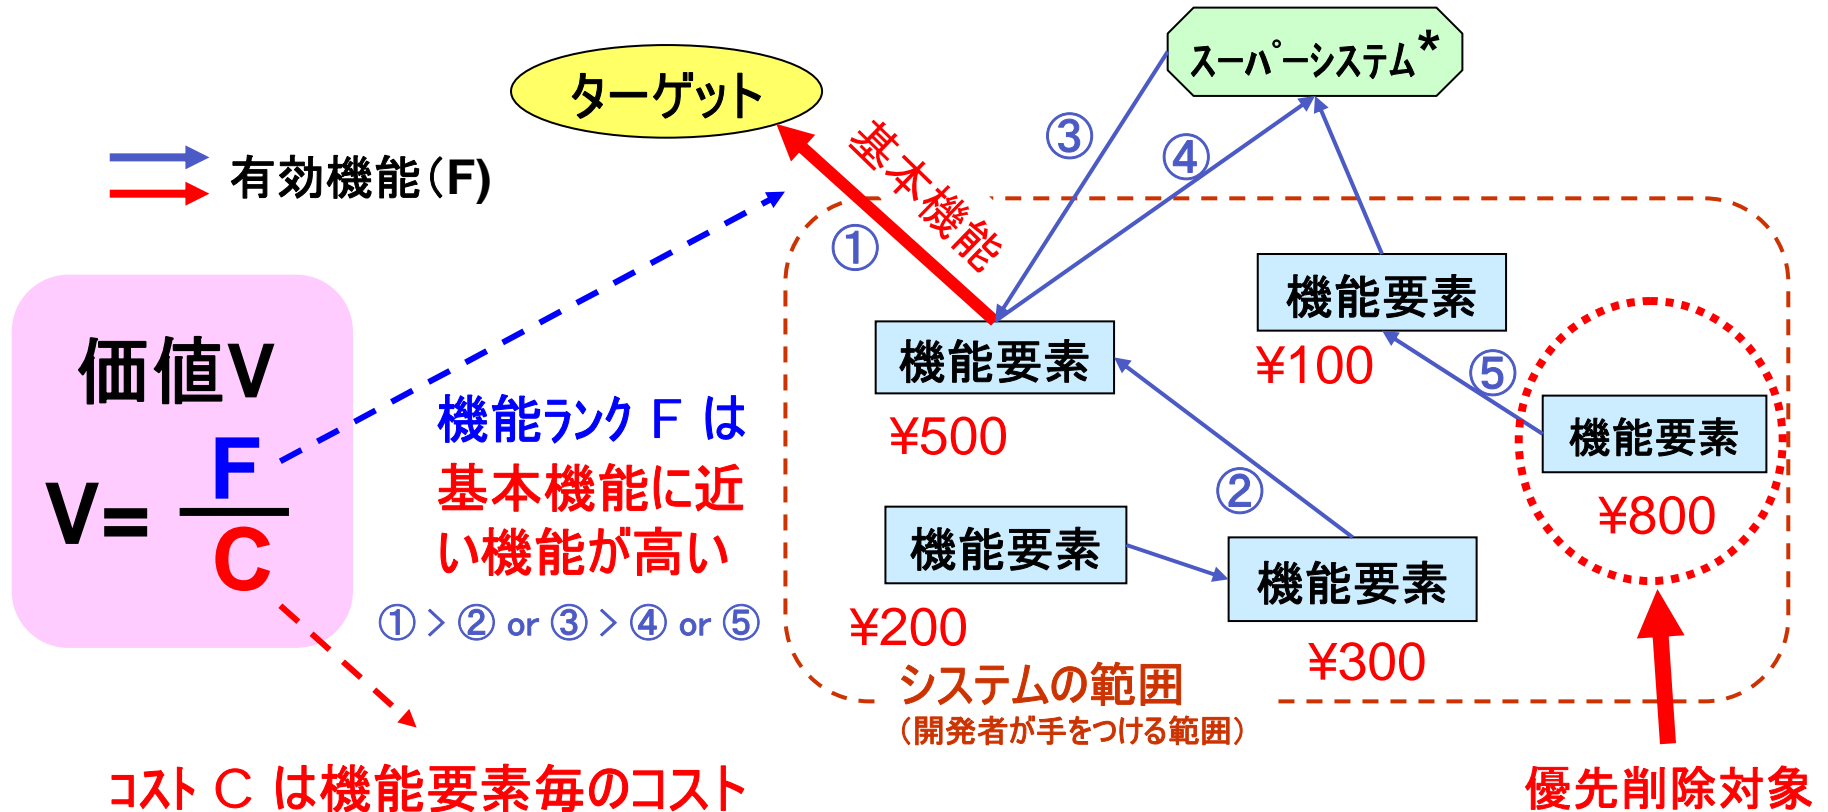 ターゲット
スーパーシステム*
有効機能(F)
基本機能
①
③
④
価値V
V=
F
C
機能ランク F は
基本機能に近
い機能が高い
① > ② or ③ > ④ or ⑤
機能要素
¥500
機能要素
¥100
⑤
機能要素
¥800
②
機能要素
¥200
機能要素
¥300
システムの範囲
(開発者が手をつける範囲)
コスト C は機能要素毎のコスト
優先削除対象